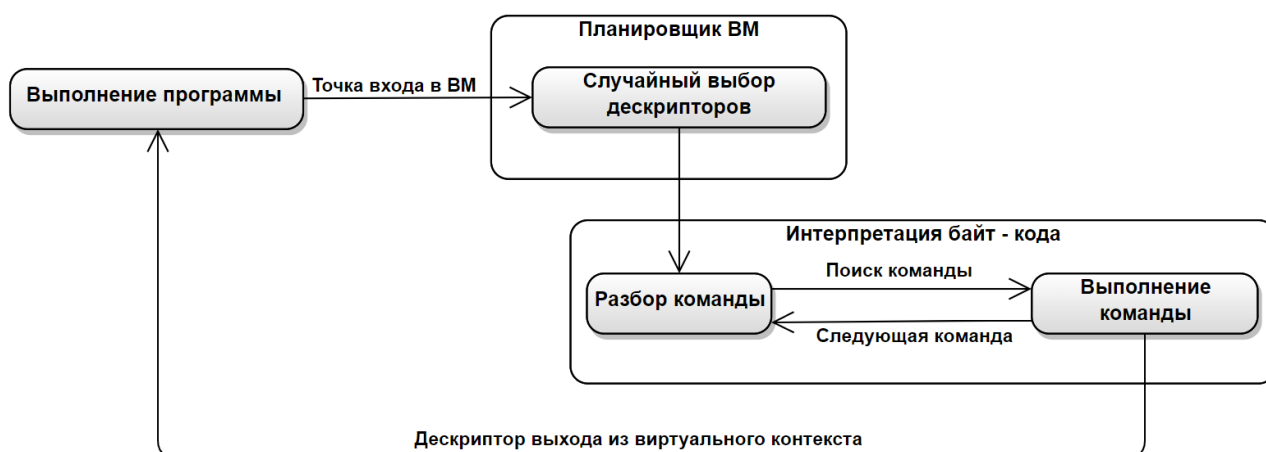 Планировщик ВМ
Выполнение программы
Точка входа в ВМ
Случайный выбор
дескрипторов
Интерпретация байт - кода
Разбор команды
Поиск команды
Выполнение
команды
Следующая команда
Дескриптор выхода из виртуального контекста